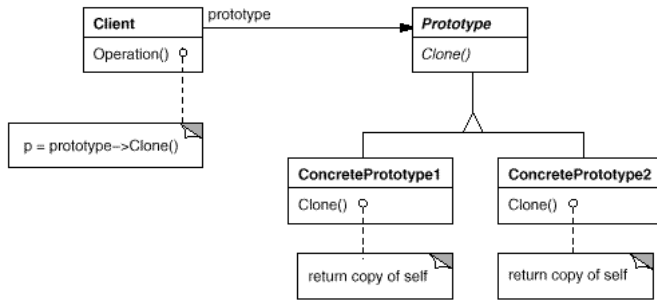 Client
prototype
Prototype
Operation()
Clone()
p = prototype->Clone()
ConcretePrototype1
ConcretePrototype2
Clone()
Clone()
return copy of self
return copy of self